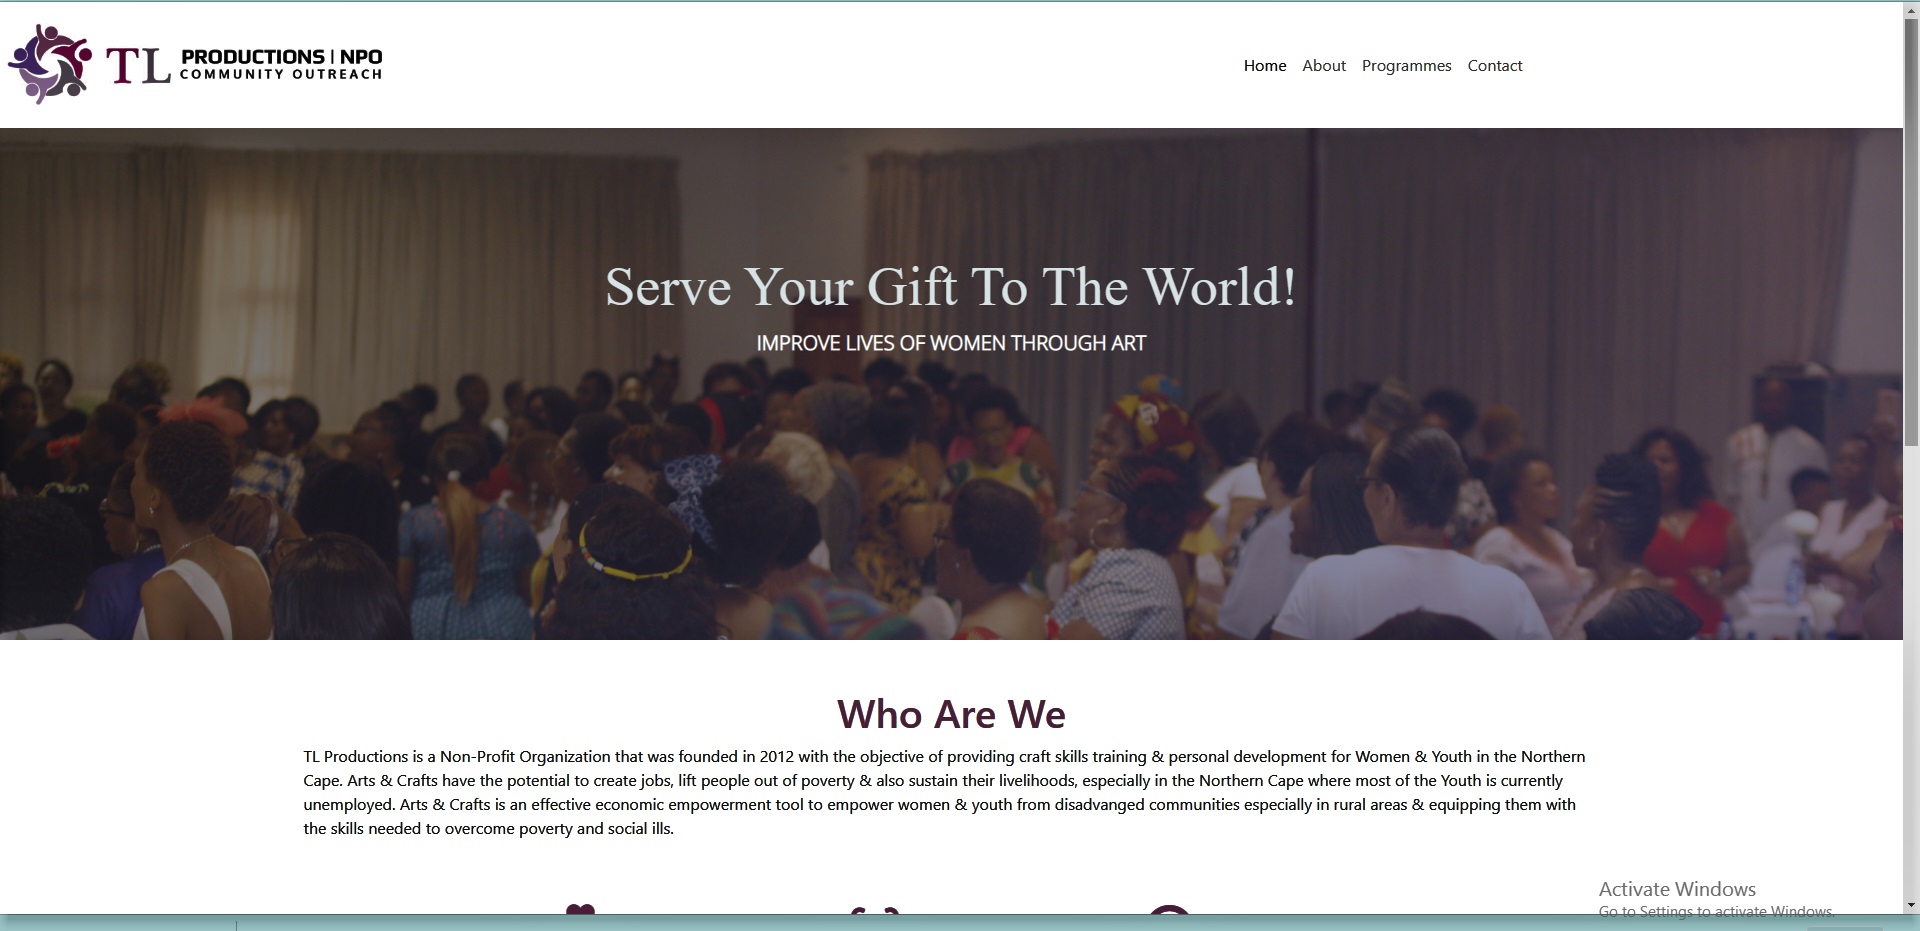 TL PRODUCTIONS | NPO
COMMUNITY OUTREACH
Home About Programmes Contact
Serve Your Gift To The World!
IMPROVE LIVES OF WOMEN THROUGH ART
Who Are We
TL Productions is a Non-Profit Organization that was founded in 2012 with the objective of providing craft skills training & personal development for Women & Youth in the Northern
Cape. Arts & Crafts have the potential to create jobs, lift people out of poverty & also sustain their livelihoods, especially in the Northern Cape where most of the Youth is currently
unemployed. Arts & Crafts is an effective economic empowerment tool to empower women & youth from disadvanged communities especially in rural areas & equipping them with
the skills needed to overcome poverty and social ills.
Activate Windows
Go to Settings to activate Windows.